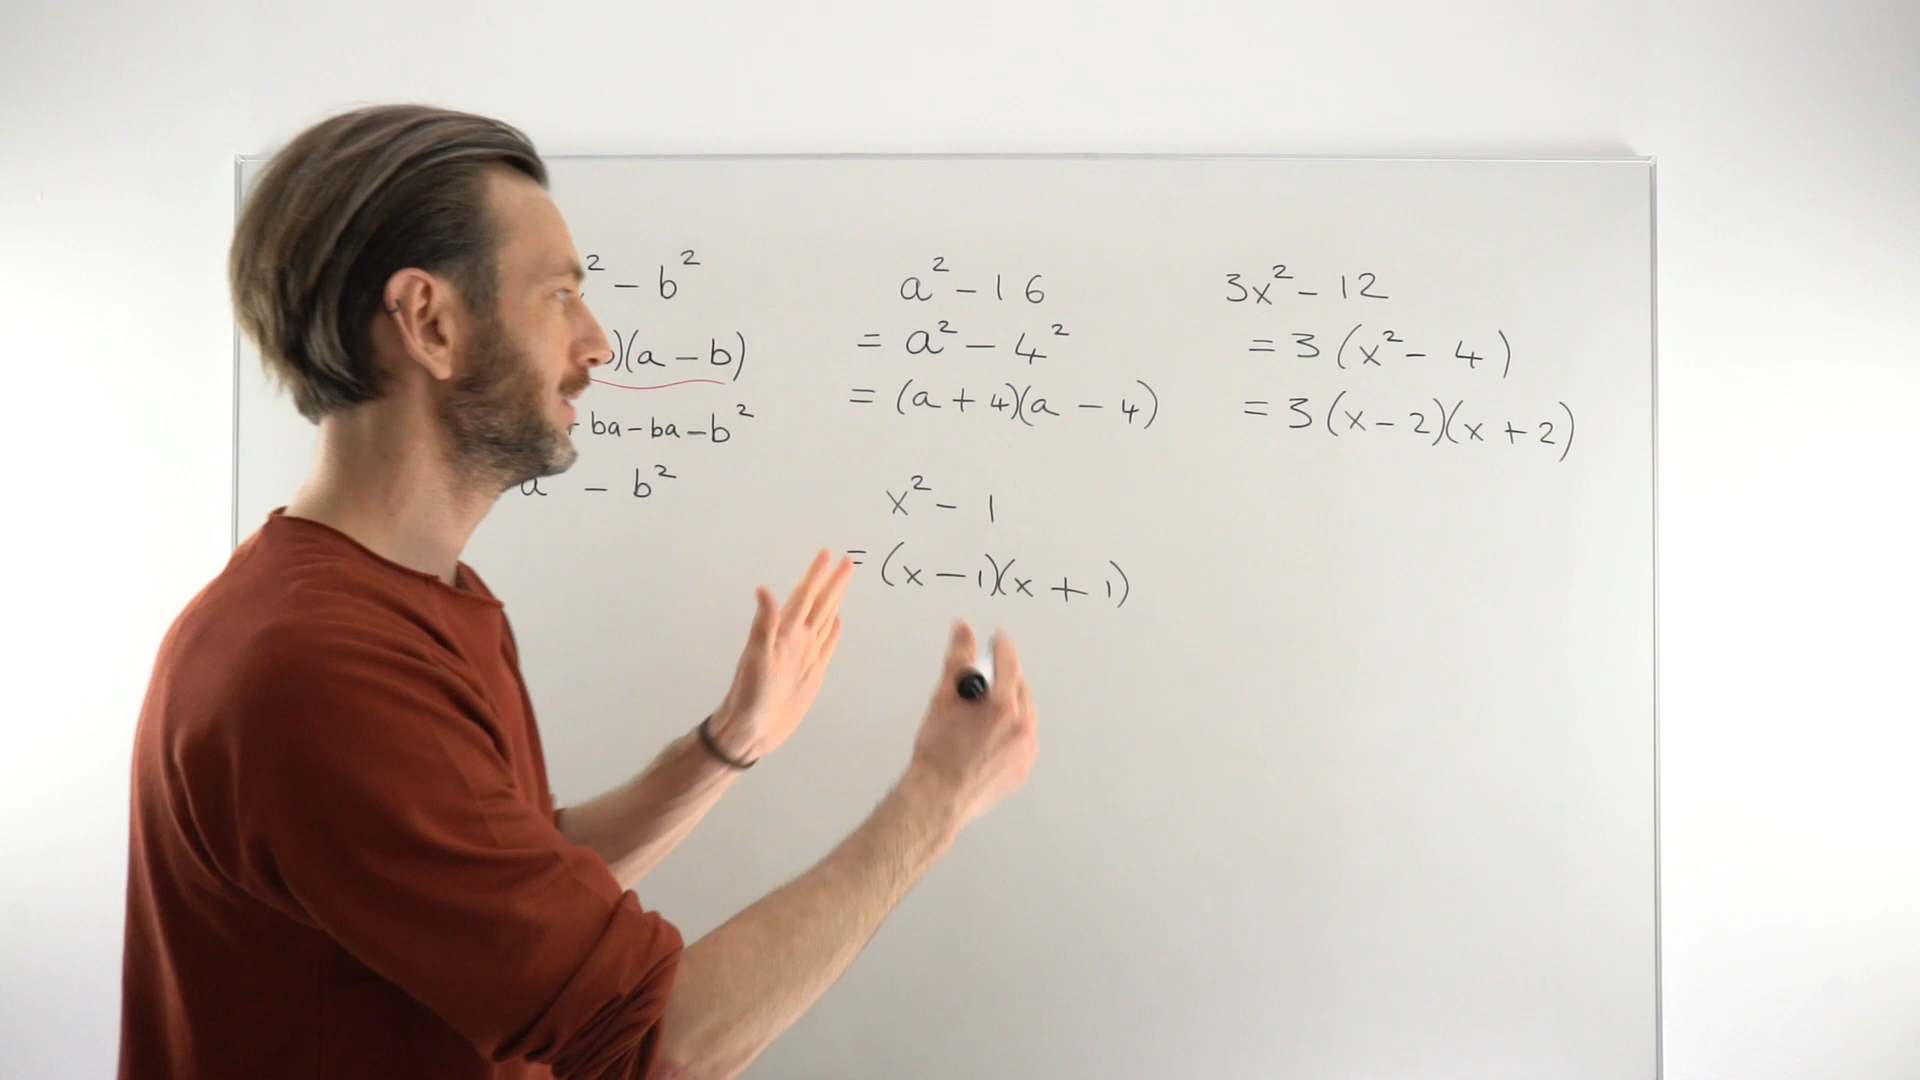 ² − b²
)(a − b)
ba − ba − b²
a − b²
a² − 16
= a² − 4²
= (a + 4)(a − 4)
x² − 1
= (x − 1)(x + 1)
3x² − 12
= 3(x² − 4)
= 3(x − 2)(x + 2)